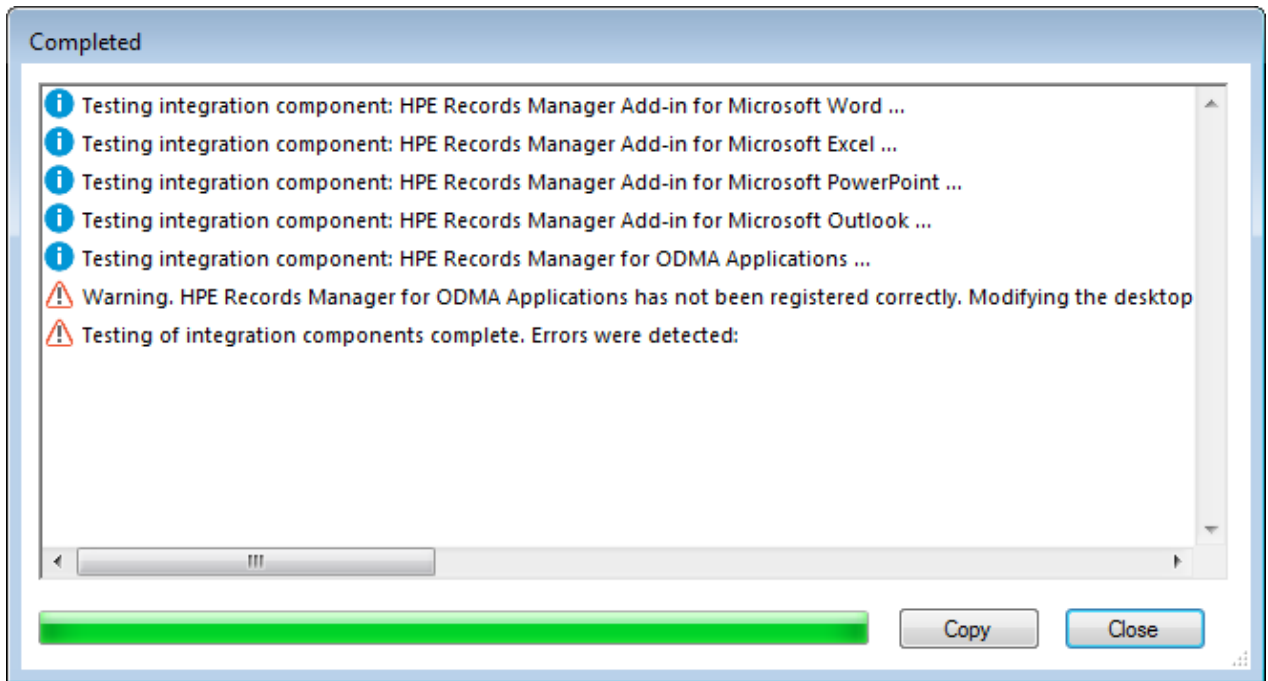 Completed
Testing integration component: HPE Records Manager Add-in for Microsoft Word ...
Testing integration component: HPE Records Manager Add-in for Microsoft Excel ...
Testing integration component: HPE Records Manager Add-in for Microsoft PowerPoint ...
Testing integration component: HPE Records Manager Add-in for Microsoft Outlook ...
Testing integration component: HPE Records Manager for ODMA Applications ...
Warning. HPE Records Manager for ODMA Applications has not been registered correctly. Modifying the desktop
Testing of integration components complete. Errors were detected:
Copy Close